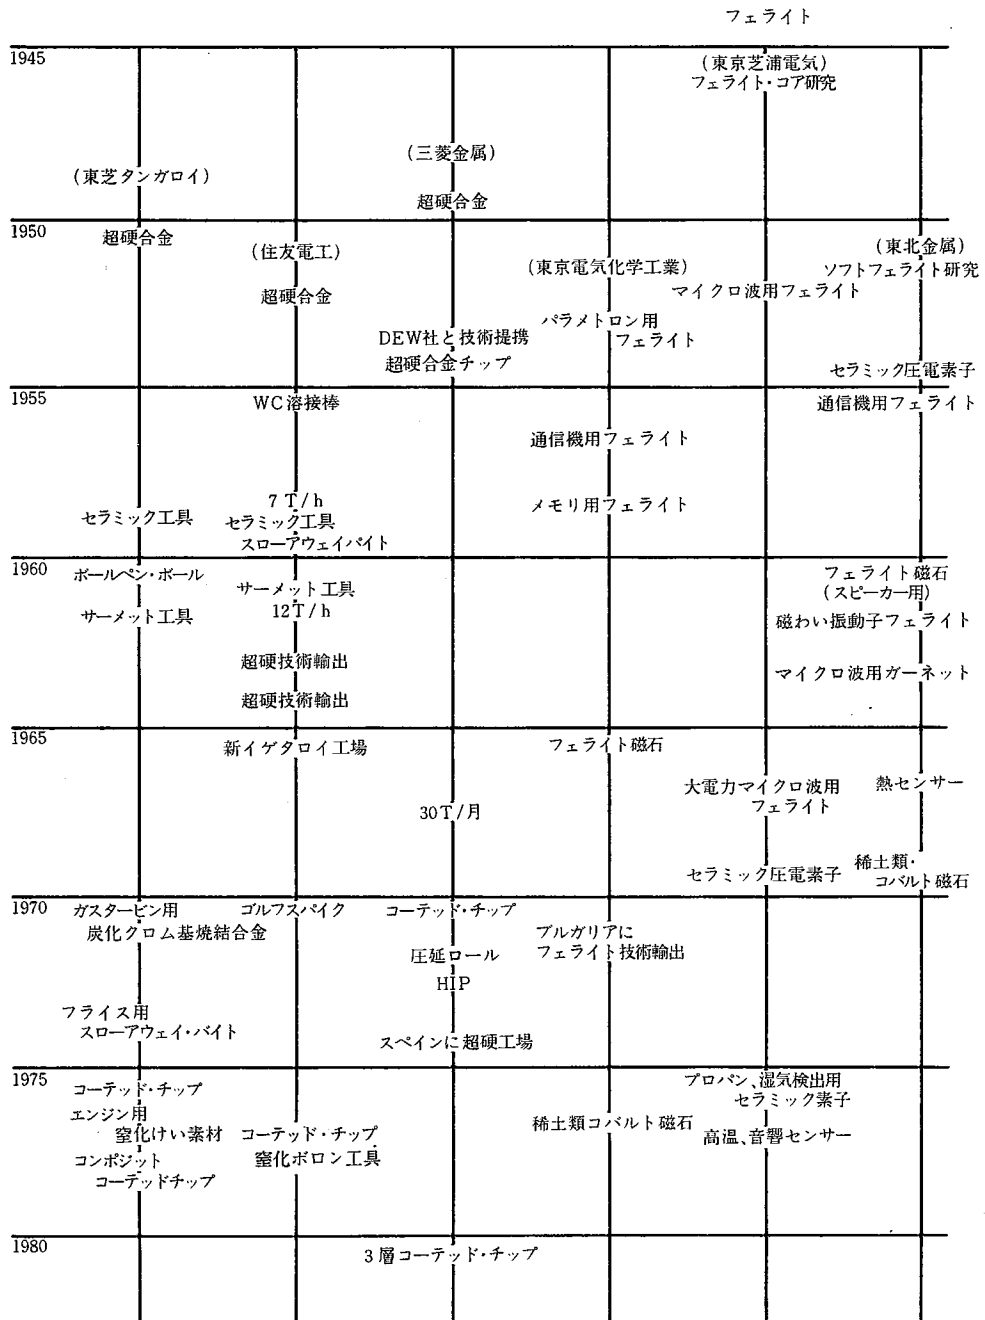 フェライト
1945
(東京芝浦電気)
フェライト・コア研究
(三菱金属)
(東芝タンガロイ)
超硬合金
1950
超硬合金
(住友電工)
(東北金属)
(東京電気化学工業)
ソフトフェライト研究
超硬合金
マイクロ波用フェライト
パラメトロン用
フェライト
DEW社と技術提携
超硬合金チップ
セラミック圧電素子
1955
WC溶接棒
通信機用フェライト
通信機用フェライト
7T/h
メモリ用フェライト
セラミック工具
セラミック工具
スローアウェイバイト
1960
ボールペン・ボール
フェライト磁石
(スピーカー用)
サーメット工具
12T/h
サーメット工具
磁わい振動子フェライト
超硬技術輸出
マイクロ波用ガーネット
超硬技術輸出
1965
新イゲタロイ工場
フェライト磁石
大電力マイクロ波用
フェライト
熱センサー
30T/月
セラミック圧電素子
稀土類・
コバルト磁石
1970
ガスタービン用
炭化クロム基焼結合金
ゴルフスパイク
コーテッド・チップ
ブルガリアに
フェライト技術輸出
圧延ロール
HIP
フライス用
スローアウェイ・バイト
スペインに超硬工場
1975
コーテッド・チップ
プロパン、湿気検出用
セラミック素子
エンジン用
窒化けい素材
コーテッド・チップ
稀土類コバルト磁石
高温、音響センサー
コンポジット
コーテッドチップ
窒化ボロン工具
1980
3層コーテッド・チップ